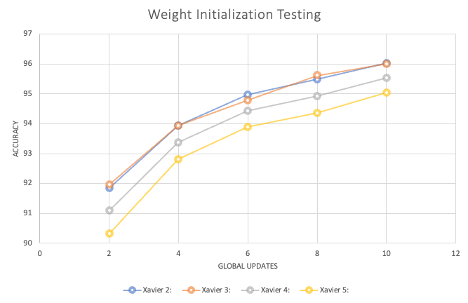 Weight Initialization Testing
97
96
95
94
93
92
91
90
ACCURACY
0 2 4 6 8 10 12
GLOBAL UPDATES
Xavier 2: Xavier 3: Xavier 4: Xavier 5: